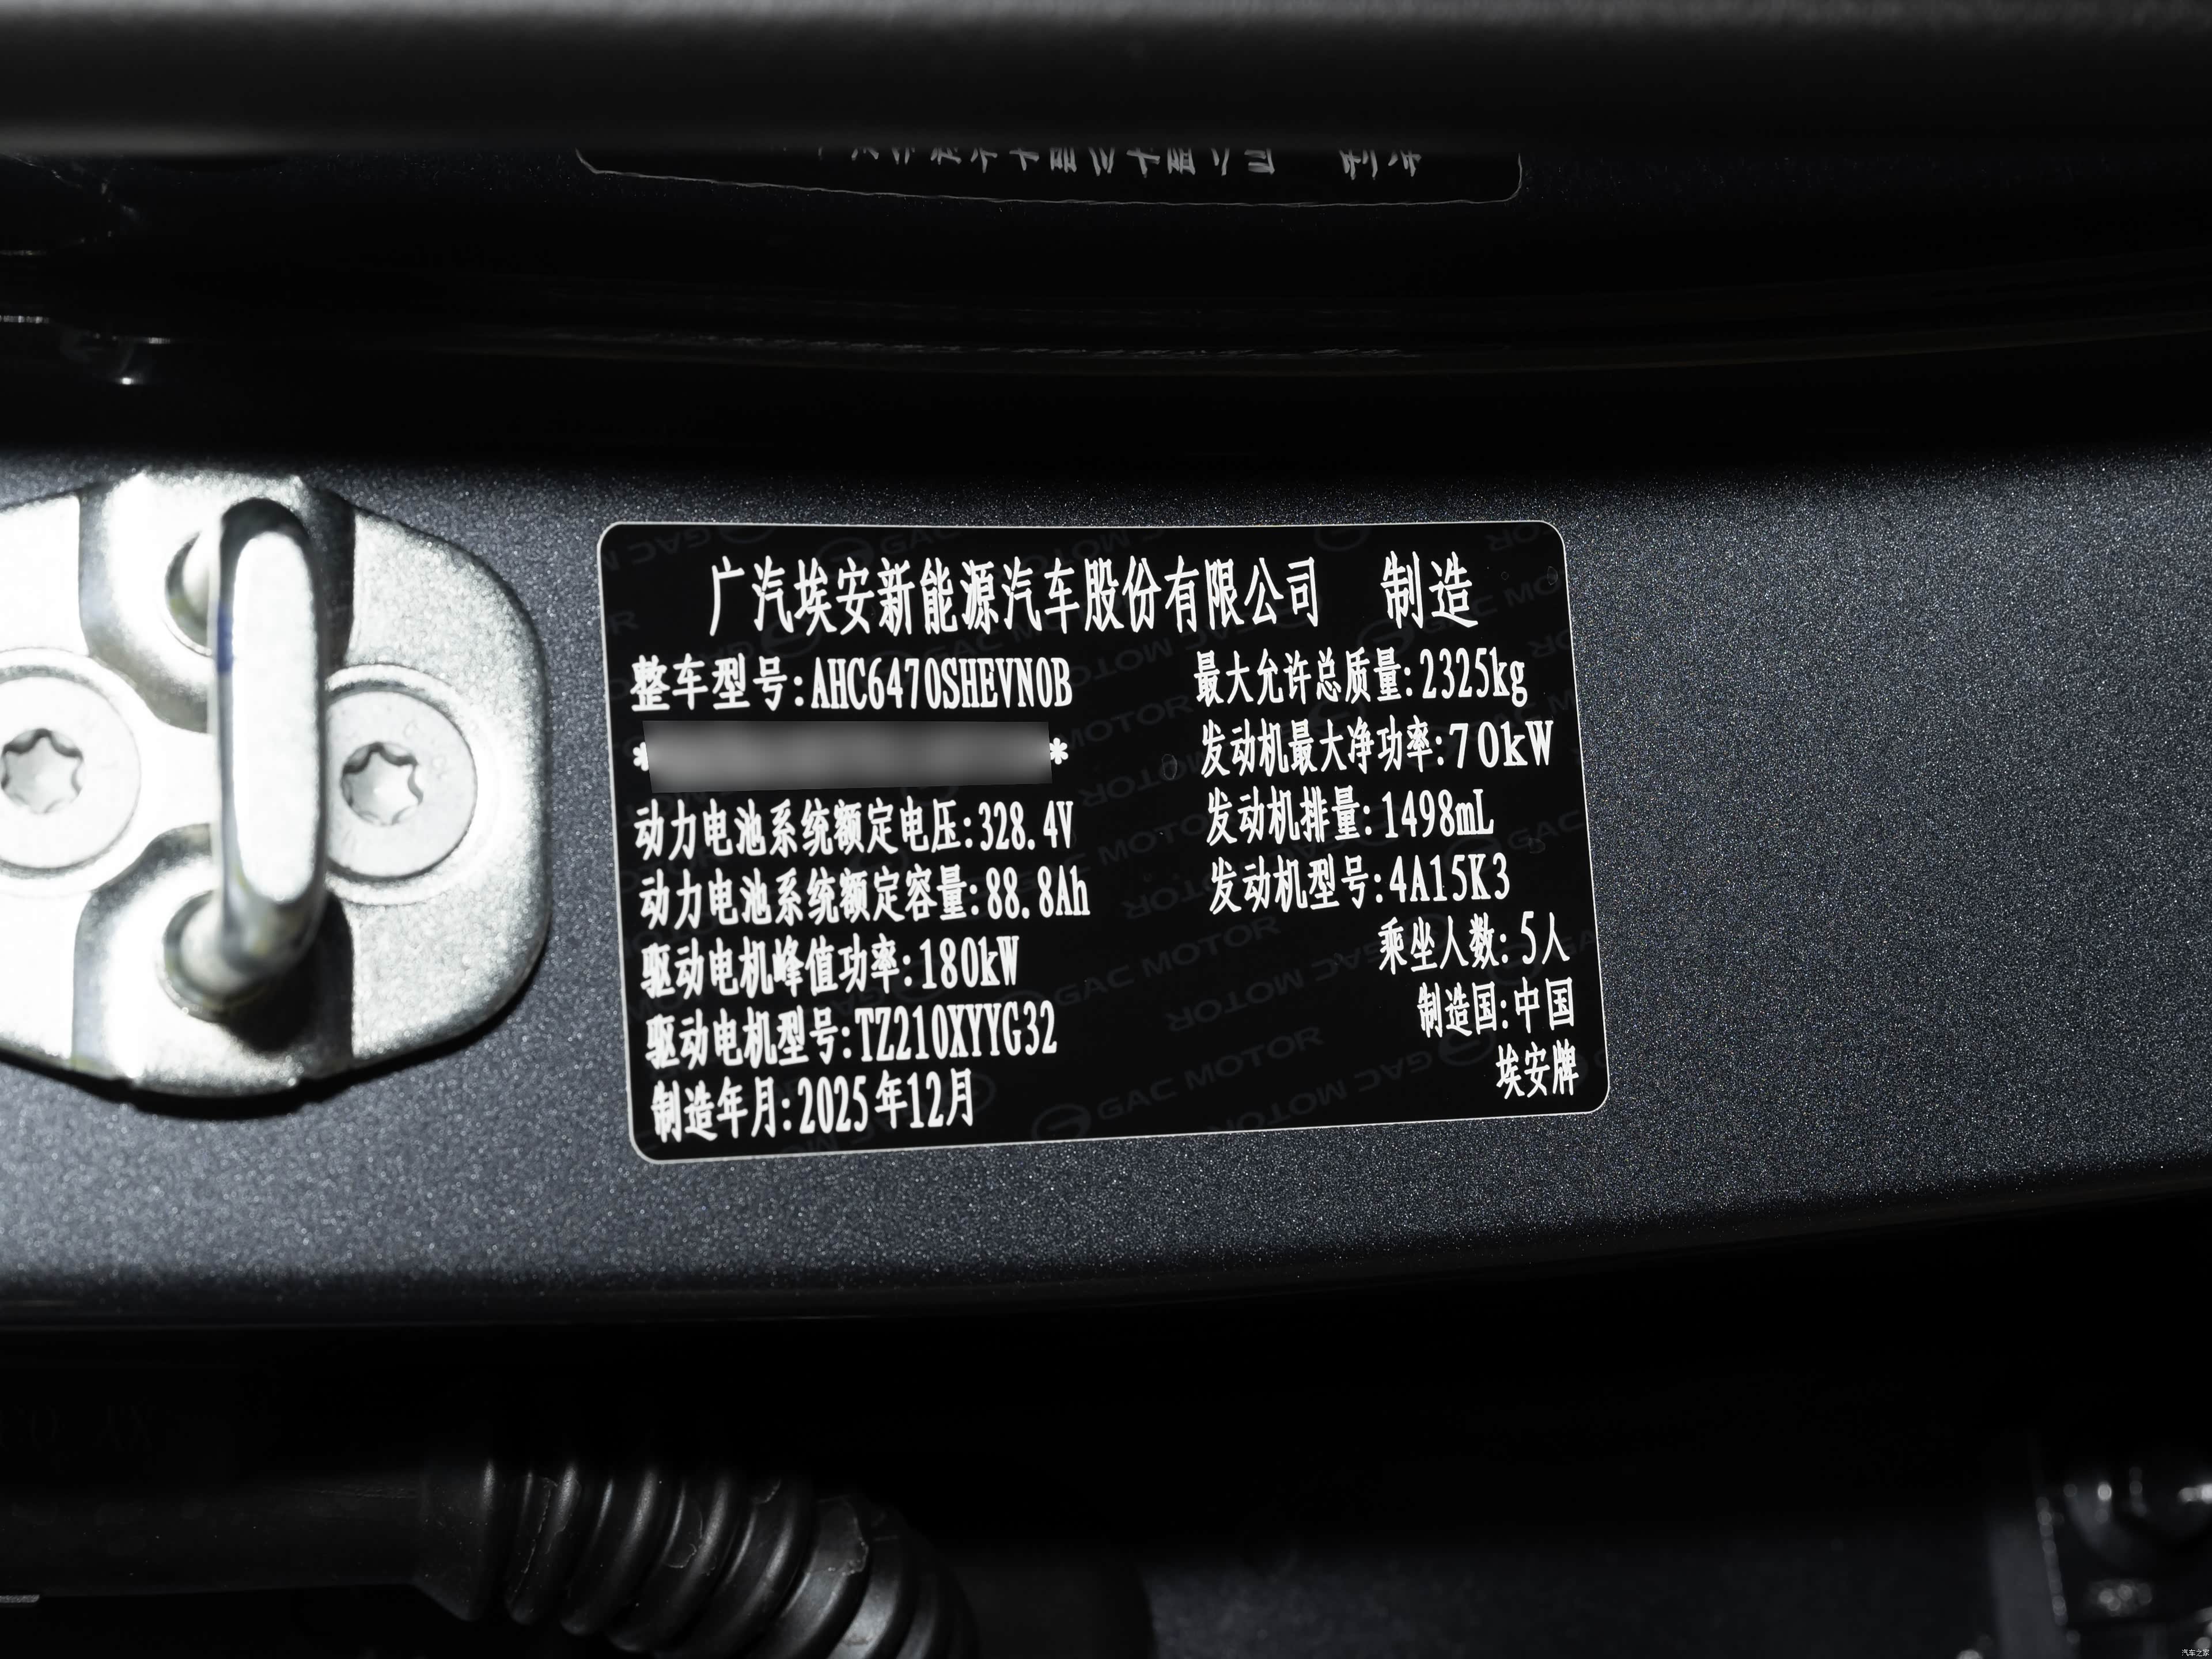 广汽埃安新能源汽车股份有限公司 制造
整车型号:AHC6470SHEVN0B
最大允许总质量:2325kg
* *
发动机最大净功率:70kW
动力电池系统额定电压:328.4V
发动机排量:1498mL
动力电池系统额定容量:88.8Ah
发动机型号:4A15K3
驱动电机峰值功率:180kW
乘坐人数:5人
驱动电机型号:TZ210XYYG32
制造国:中国
制造年月:2025年12月
埃安牌
GAC MOTOR
汽车之家